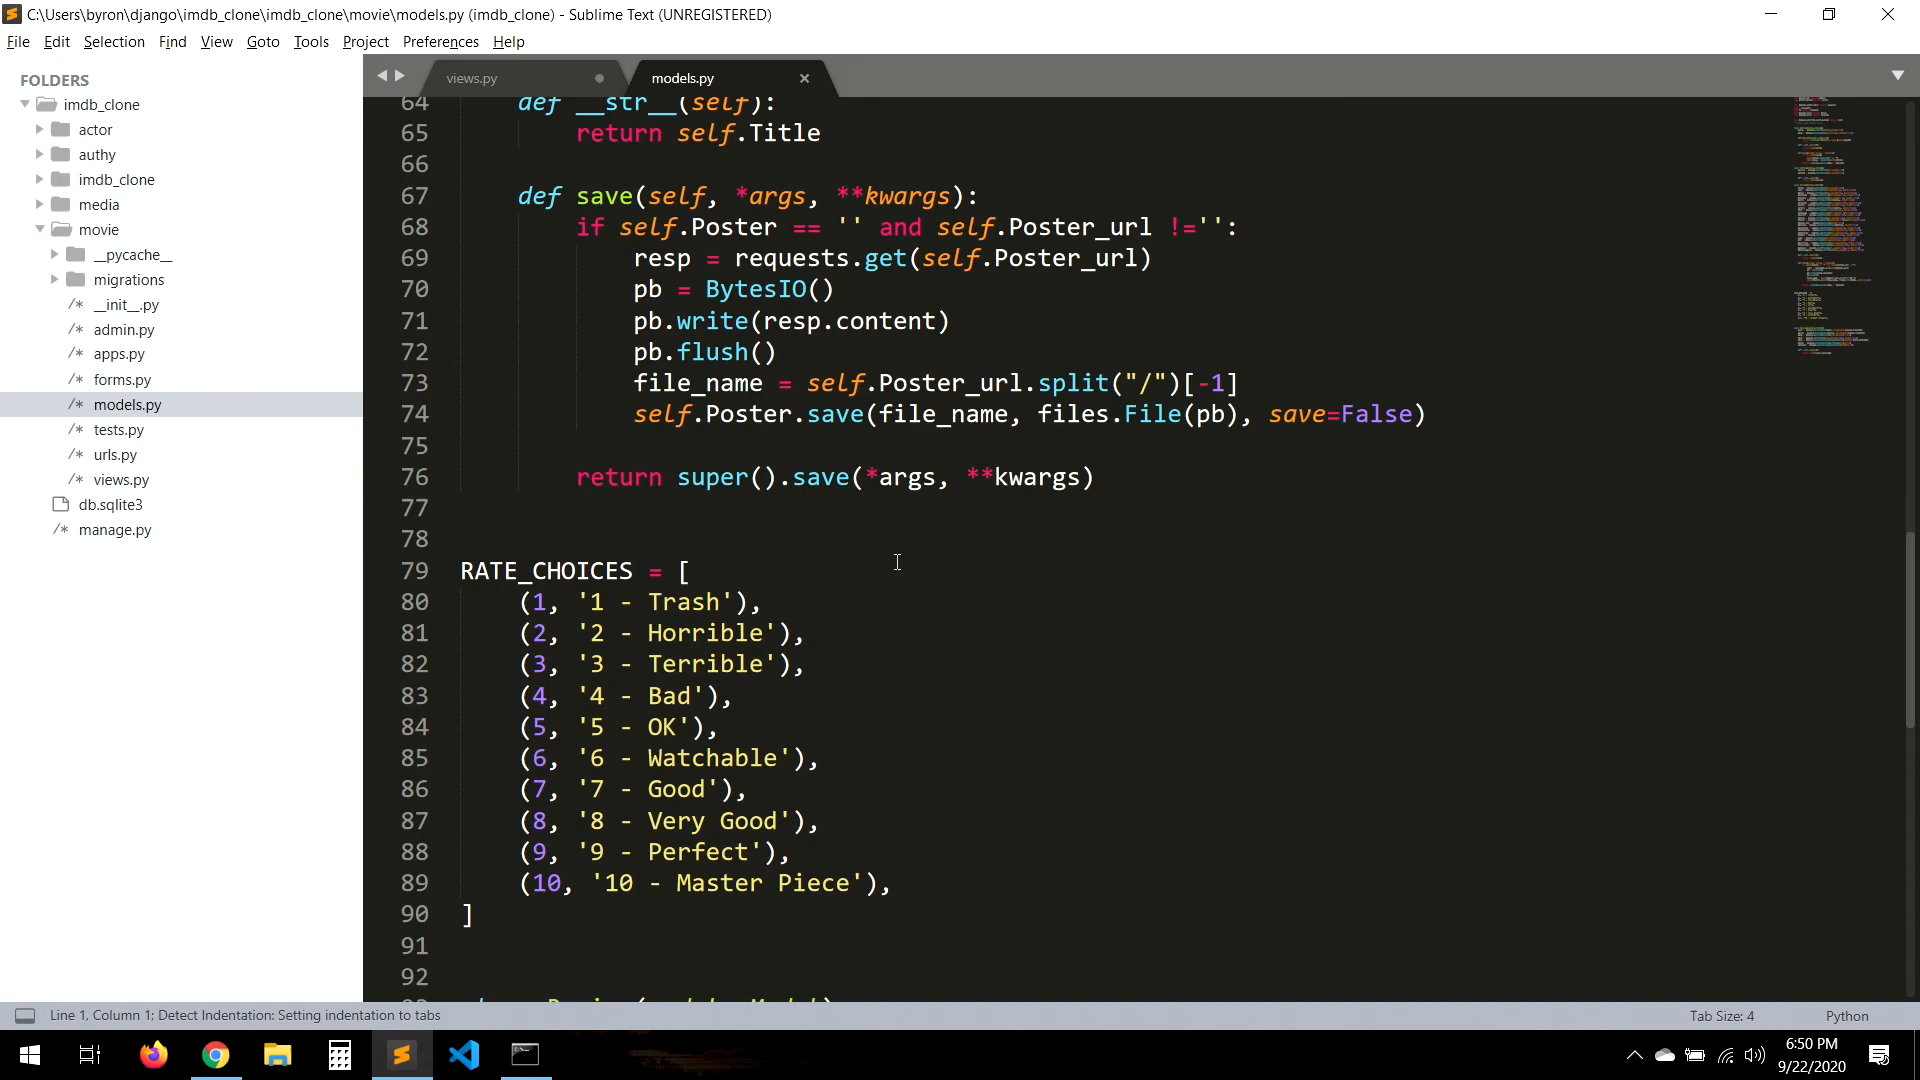 C:\Users\byron\django\imdb_clone\imdb_clone\movie\models.py (imdb_clone) - Sublime Text (UNREGISTERED)
File Edit Selection Find View Goto Tools Project Preferences Help
views.py models.py
FOLDERS
imdb_clone
actor
authy
imdb_clone
media
movie
__pycache__
migrations
/* __init__.py
/* admin.py
/* apps.py
/* forms.py
/* models.py
/* tests.py
/* urls.py
/* views.py
db.sqlite3
/* manage.py
64 def __str__(self):
65 return self.Title
66
67 def save(self, *args, **kwargs):
68 if self.Poster == '' and self.Poster_url !='':
69 resp = requests.get(self.Poster_url)
70 pb = BytesIO()
71 pb.write(resp.content)
72 pb.flush()
73 file_name = self.Poster_url.split("/")[-1]
74 self.Poster.save(file_name, files.File(pb), save=False)
75
76 return super().save(*args, **kwargs)
77
78
79 RATE_CHOICES = [
80 (1, '1 - Trash'),
81 (2, '2 - Horrible'),
82 (3, '3 - Terrible'),
83 (4, '4 - Bad'),
84 (5, '5 - OK'),
85 (6, '6 - Watchable'),
86 (7, '7 - Good'),
87 (8, '8 - Very Good'),
88 (9, '9 - Perfect'),
89 (10, '10 - Master Piece'),
90 ]
91
92
Line 1, Column 1; Detect Indentation: Setting indentation to tabs Tab Size: 4 Python
6:50 PM
9/22/2020